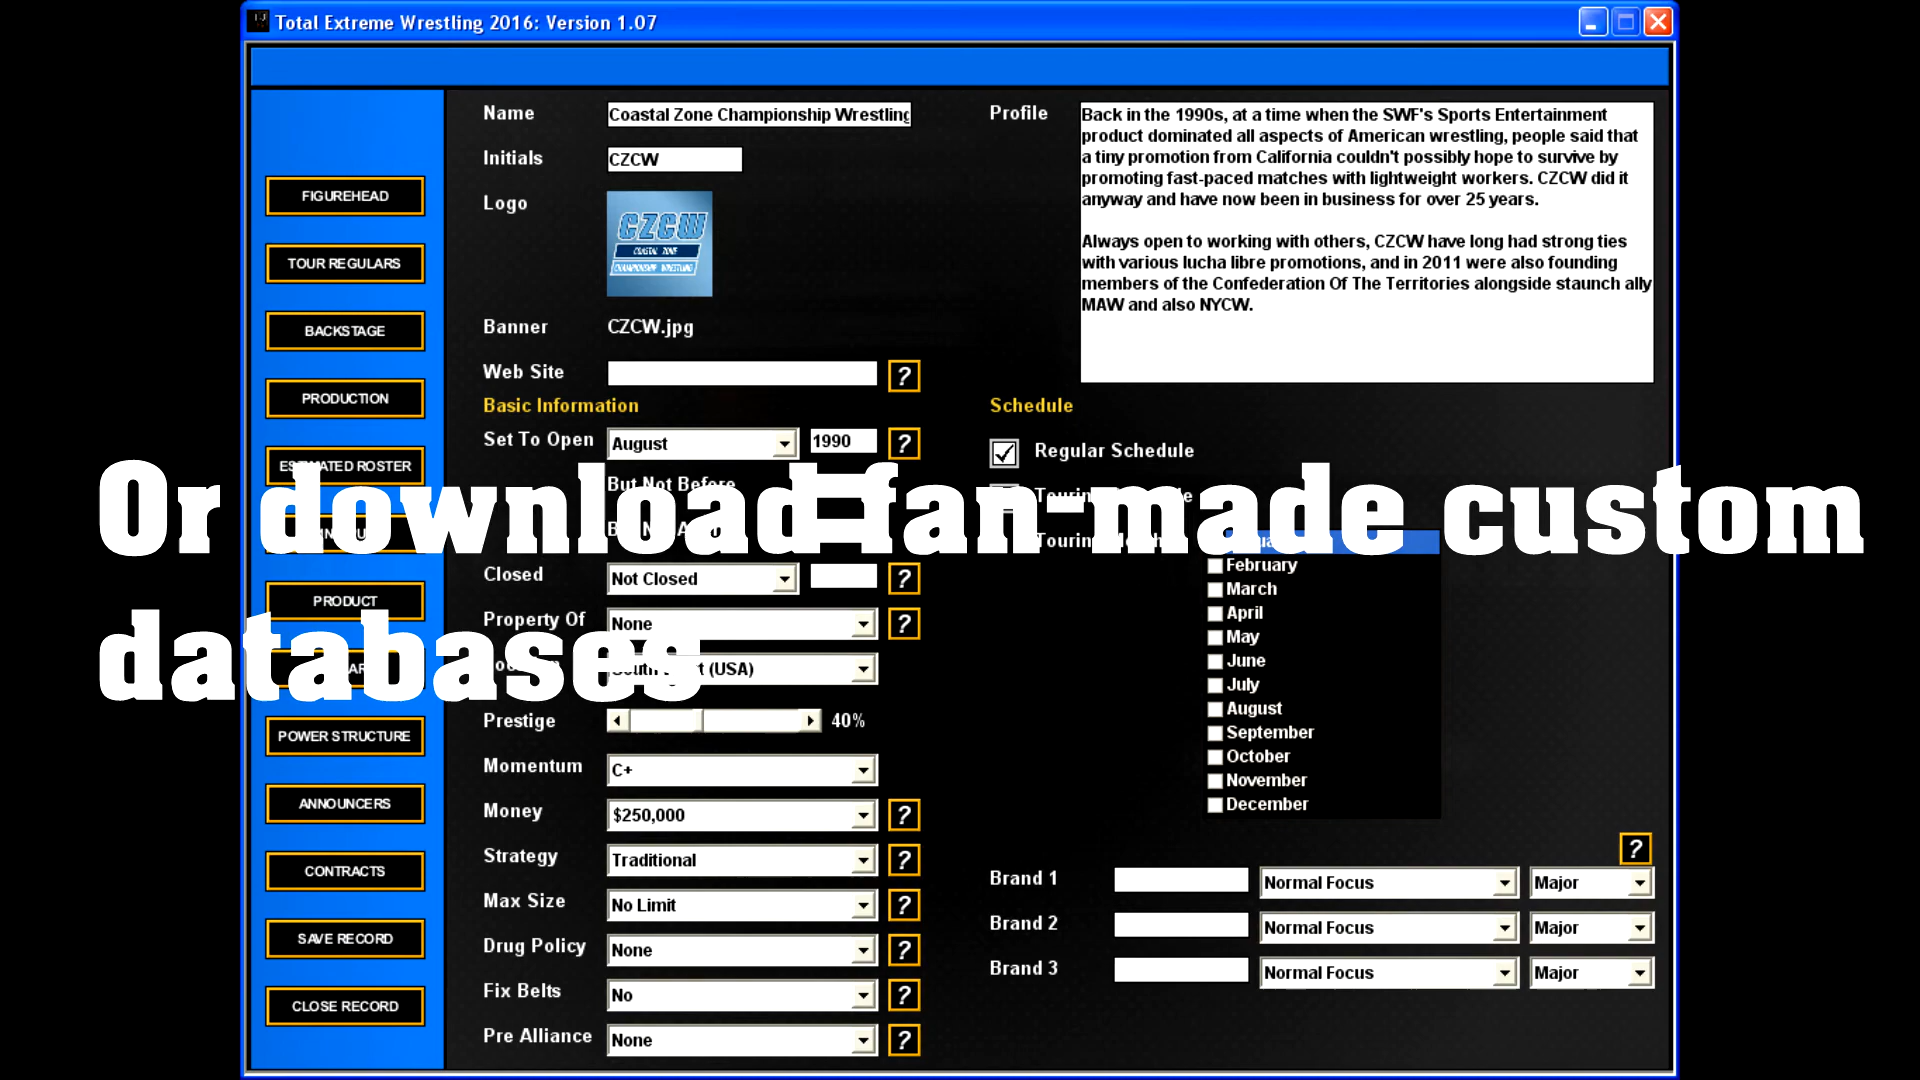 Total Extreme Wrestling 2016: Version 1.07
FIGUREHEAD
TOUR REGULARS
BACKSTAGE
PRODUCTION
ESTIMATED ROSTER
PRODUCT
POWER STRUCTURE
ANNOUNCERS
CONTRACTS
SAVE RECORD
CLOSE RECORD
Name
Coastal Zone Championship Wrestling
Initials
CZCW
Logo
CZCW
COASTAL ZONE
CHAMPIONSHIP WRESTLING
Banner
CZCW.jpg
Web Site
?
Basic Information
Set To Open
August
1990
?
But Not Before
Or download fan-made custom
databases
Closed
Not Closed
?
Property Of
None
?
(USA)
Prestige
40%
Momentum
C+
Money
$250,000
?
Strategy
Traditional
?
Max Size
No Limit
?
Drug Policy
None
?
Fix Belts
No
?
Pre Alliance
None
?
Profile
Back in the 1990s, at a time when the SWF's Sports Entertainment
product dominated all aspects of American wrestling, people said that
a tiny promotion from California couldn't possibly hope to survive by
promoting fast-paced matches with lightweight workers. CZCW did it
anyway and have now been in business for over 25 years.
Always open to working with others, CZCW have long had strong ties
with various lucha libre promotions, and in 2011 were also founding
members of the Confederation Of The Territories alongside staunch ally
MAW and also NYCW.
Schedule
Regular Schedule
February
March
April
May
June
July
August
September
October
November
December
?
Brand 1
Normal Focus
Major
Brand 2
Normal Focus
Major
Brand 3
Normal Focus
Major